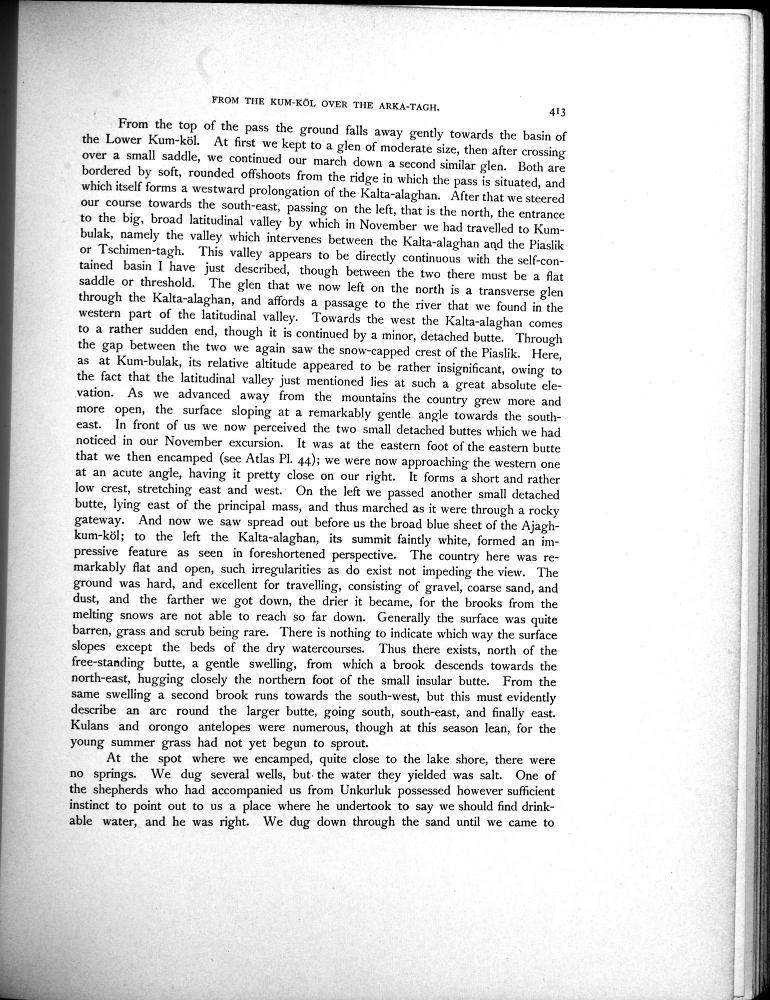 FROM THE KUM-KÖL OVER THE ARKA-TAGH.
413
From the top of the pass the ground falls away gently towards the basin of
the Lower Kum-köl. At first we kept to a glen of moderate size, then after crossing
over a small saddle, we continued our march down a second similar glen. Both are
bordered by soft, rounded offshoots from the ridge in which the pass is situated, and
which itself forms a westward prolongation of the Kalta-alaghan. After that we steered
our course towards the south-east, passing on the left, that is the north, the entrance
to the big, broad latitudinal valley by which in November we had travelled to Kum-
bulak, namely the valley which intervenes between the Kalta-alaghan and the Piaslik
or Tschimen-tagh. This valley appears to be directly continuous with the self-con-
tained basin I have just described, though between the two there must be a flat
saddle or threshold. The glen that we now left on the north is a transverse glen
through the Kalta-alaghan, and affords a passage to the river that we found in the
western part of the latitudinal valley. Towards the west the Kalta-alaghan comes
to a rather sudden end, though it is continued by a minor, detached butte. Through
the gap between the two we again saw the snow-capped crest of the Piaslik. Here,
as at Kum-bulak, its relative altitude appeared to be rather insignificant, owing to
the fact that the latitudinal valley just mentioned lies at such a great absolute ele-
vation. As we advanced away from the mountains the country grew more and
more open, the surface sloping at a remarkably gentle angle towards the south-
east. In front of us we now perceived the two small detached buttes which we had
noticed in our November excursion. It was at the eastern foot of the eastern butte
that we then encamped (see Atlas Pl. 44); we were now approaching the western one
at an acute angle, having it pretty close on our right. It forms a short and rather
low crest, stretching east and west. On the left we passed another small detached
butte, lying east of the principal mass, and thus marched as it were through a rocky
gateway. And now we saw spread out before us the broad blue sheet of the Ajagh-
kum-köl; to the left the Kalta-alaghan, its summit faintly white, formed an im-
pressive feature as seen in foreshortened perspective. The country here was re-
markably flat and open, such irregularities as do exist not impeding the view. The
ground was hard, and excellent for travelling, consisting of gravel, coarse sand, and
dust, and the farther we got down, the drier it became, for the brooks from the
melting snows are not able to reach so far down. Generally the surface was quite
barren, grass and scrub being rare. There is nothing to indicate which way the surface
slopes except the beds of the dry watercourses. Thus there exists, north of the
free-standing butte, a gentle swelling, from which a brook descends towards the
north-east, hugging closely the northern foot of the small insular butte. From the
same swelling a second brook runs towards the south-west, but this must evidently
describe an arc round the larger butte, going south, south-east, and finally east.
Kulans and orongo antelopes were numerous, though at this season lean, for the
young summer grass had not yet begun to sprout.
At the spot where we encamped, quite close to the lake shore, there were
no springs. We dug several wells, but the water they yielded was salt. One of
the shepherds who had accompanied us from Unkurluk possessed however sufficient
instinct to point out to us a place where he undertook to say we should find drink-
able water, and he was right. We dug down through the sand until we came to